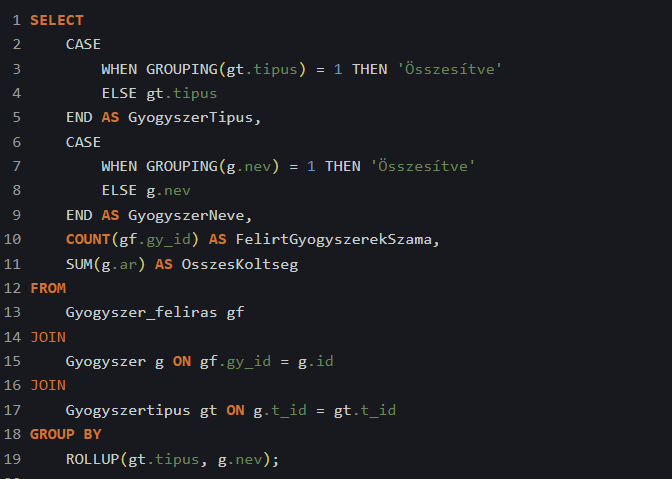 1 SELECT
2 CASE
3 WHEN GROUPING(gt.tipus) = 1 THEN 'Összesítve'
4 ELSE gt.tipus
5 END AS GyogyszerTipus,
6 CASE
7 WHEN GROUPING(g.nev) = 1 THEN 'Összesítve'
8 ELSE g.nev
9 END AS GyogyszerNeve,
10 COUNT(gf.gy_id) AS FelirtGyogyszerekSzama,
11 SUM(g.ar) AS OsszesKoltseg
12 FROM
13 Gyogyszer_feliras gf
14 JOIN
15 Gyogyszer g ON gf.gy_id = g.id
16 JOIN
17 Gyogyszertipus gt ON g.t_id = gt.t_id
18 GROUP BY
19 ROLLUP(gt.tipus, g.nev);